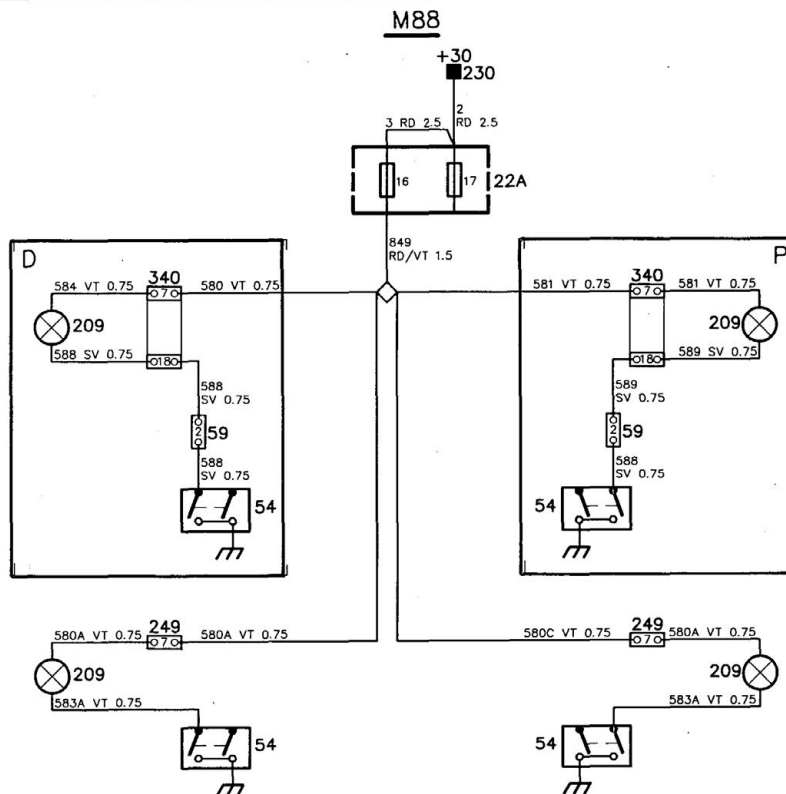 M88
+30
230
3 RD 2.5
2
RD 2.5
16
17
22A
849
RD/VT 1.5
D
P
584 VT 0.75
340
7
580 VT 0.75
581 VT 0.75
340
7
581 VT 0.75
209
209
588 SV 0.75
18
18
589 SV 0.75
588
SV 0.75
589
SV 0.75
2
59
2
59
588
SV 0.75
588
SV 0.75
54
54
580A VT 0.75
249
7
580A VT 0.75
580C VT 0.75
249
7
580A VT 0.75
209
209
583A VT 0.75
583A VT 0.75
54
54